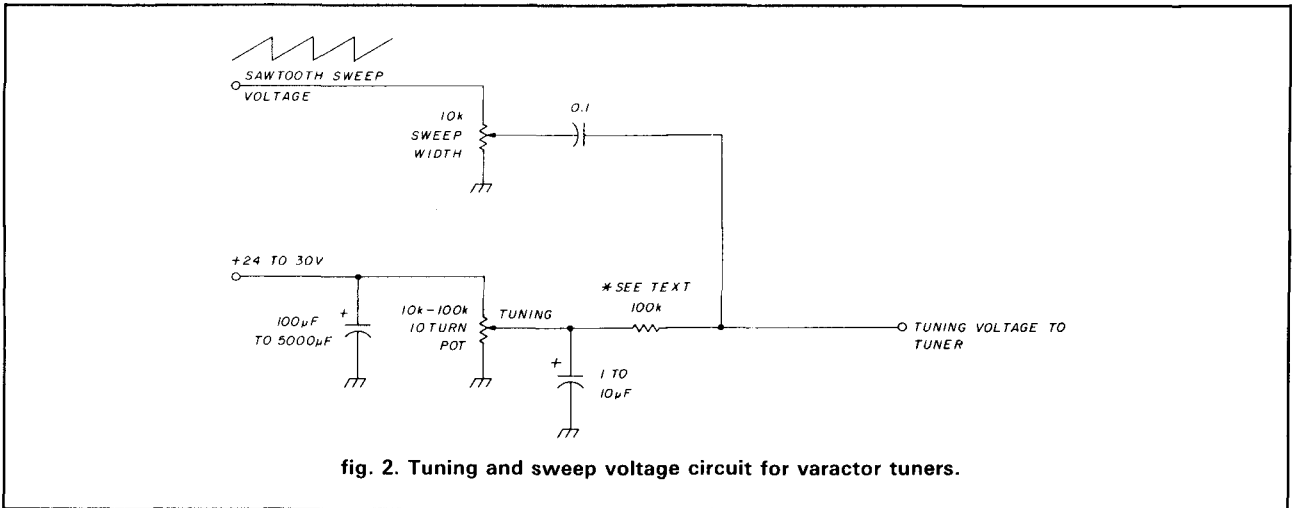 SAWTOOTH SWEEP
VOLTAGE
10k
SWEEP
WIDTH
0.1
+24 TO 30V
100µF
TO 5000µF
+
10k-100k
10 TURN
POT
TUNING
*SEE TEXT
100k
+
1 TO
10µF
TUNING VOLTAGE TO
TUNER
fig. 2. Tuning and sweep voltage circuit for varactor tuners.